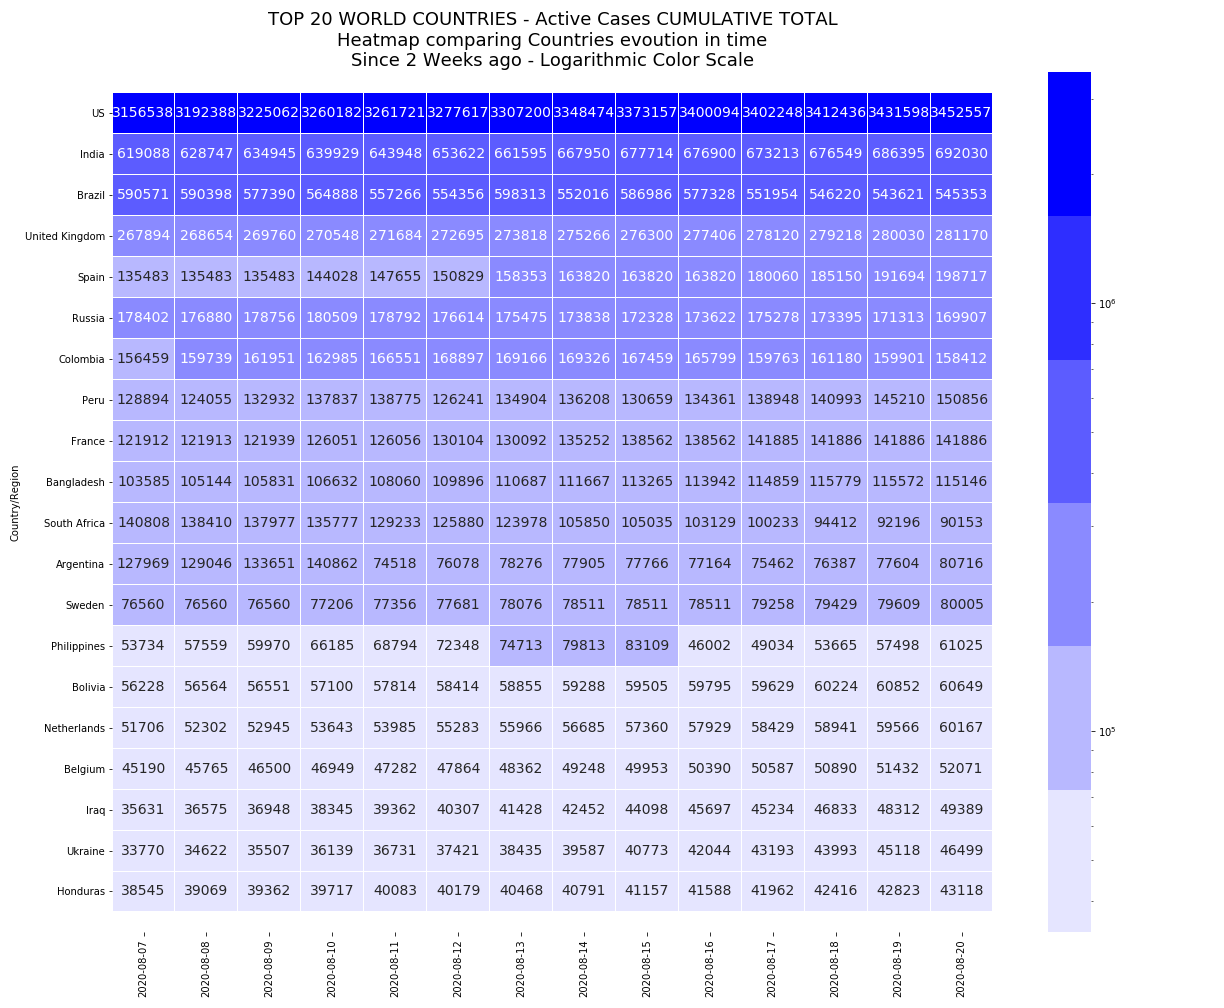 TOP 20 WORLD COUNTRIES - Active Cases CUMULATIVE TOTAL
Heatmap comparing Countries evoution in time
Since 2 Weeks ago - Logarithmic Color Scale
US 3156538 3192388 3225062 3260182 3261721 3277617 3307200 3348474 3373157 3400094 3402248 3412436 3431598 3452557
India 619088 628747 634945 639929 643948 653622 661595 667950 677714 676900 673213 676549 686395 692030
Brazil 590571 590398 577390 564888 557266 554356 598313 552016 586986 577328 551954 546220 543621 545353
United Kingdom 267894 268654 269760 270548 271684 272695 273818 275266 276300 277406 278120 279218 280030 281170
Spain 135483 135483 135483 144028 147655 150829 158353 163820 163820 163820 180060 185150 191694 198717
Russia 178402 176880 178756 180509 178792 176614 175475 173838 172328 173622 175278 173395 171313 169907
Colombia 156459 159739 161951 162985 166551 168897 169166 169326 167459 165799 159763 161180 159901 158412
Peru 128894 124055 132932 137837 138775 126241 134904 136208 130659 134361 138948 140993 145210 150856
France 121912 121913 121939 126051 126056 130104 130092 135252 138562 138562 141885 141886 141886 141886
Bangladesh 103585 105144 105831 106632 108060 109896 110687 111667 113265 113942 114859 115779 115572 115146
South Africa 140808 138410 137977 135777 129233 125880 123978 105850 105035 103129 100233 94412 92196 90153
Argentina 127969 129046 133651 140862 74518 76078 78276 77905 77766 77164 75462 76387 77604 80716
Sweden 76560 76560 76560 77206 77356 77681 78076 78511 78511 78511 79258 79429 79609 80005
Philippines 53734 57559 59970 66185 68794 72348 74713 79813 83109 46002 49034 53665 57498 61025
Bolivia 56228 56564 56551 57100 57814 58414 58855 59288 59505 59795 59629 60224 60852 60649
Netherlands 51706 52302 52945 53643 53985 55283 55966 56685 57360 57929 58429 58941 59566 60167
Belgium 45190 45765 46500 46949 47282 47864 48362 49248 49953 50390 50587 50890 51432 52071
Iraq 35631 36575 36948 38345 39362 40307 41428 42452 44098 45697 45234 46833 48312 49389
Ukraine 33770 34622 35507 36139 36731 37421 38435 39587 40773 42044 43193 43993 45118 46499
Honduras 38545 39069 39362 39717 40083 40179 40468 40791 41157 41588 41962 42416 42823 43118
2020-08-07 2020-08-08 2020-08-09 2020-08-10 2020-08-11 2020-08-12 2020-08-13 2020-08-14 2020-08-15 2020-08-16 2020-08-17 2020-08-18 2020-08-19 2020-08-20
Country/Region
10⁶
10⁵